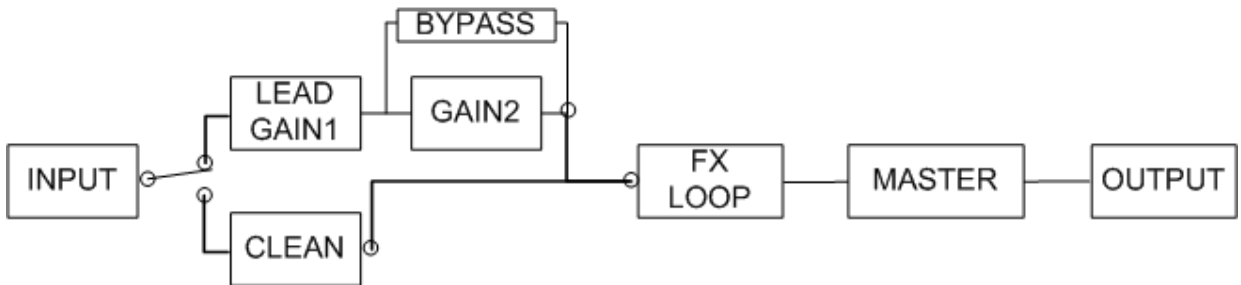 BYPASS
LEAD
GAIN1
GAIN2
INPUT
CLEAN
FX
LOOP
MASTER
OUTPUT